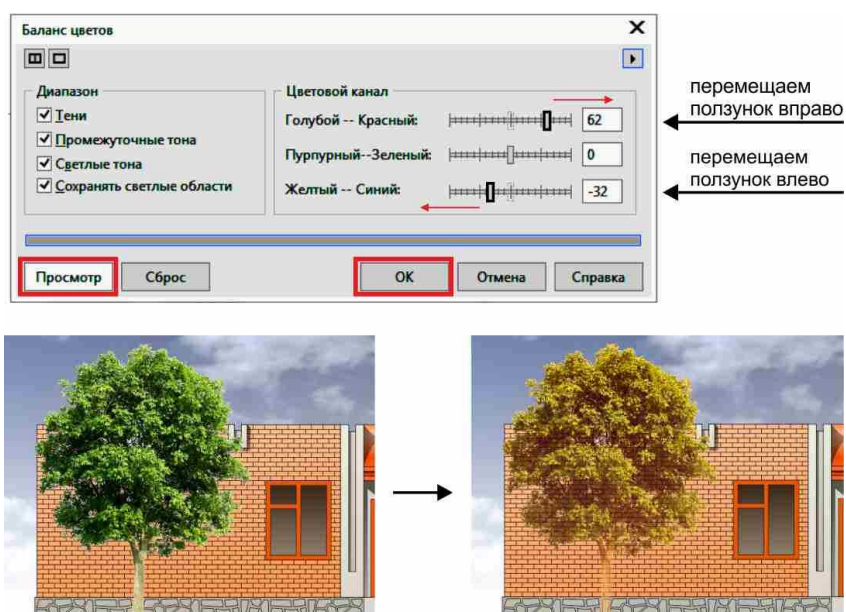 Баланс цветов
Диапазон
Тени
Промежуточные тона
Светлые тона
Сохранять светлые области
Цветовой канал
Голубой -- Красный: 62
Пурпурный--Зеленый: 0
Желтый -- Синий: -32
Просмотр Сброс ОК Отмена Справка
перемещаем
ползунок вправо
перемещаем
ползунок влево